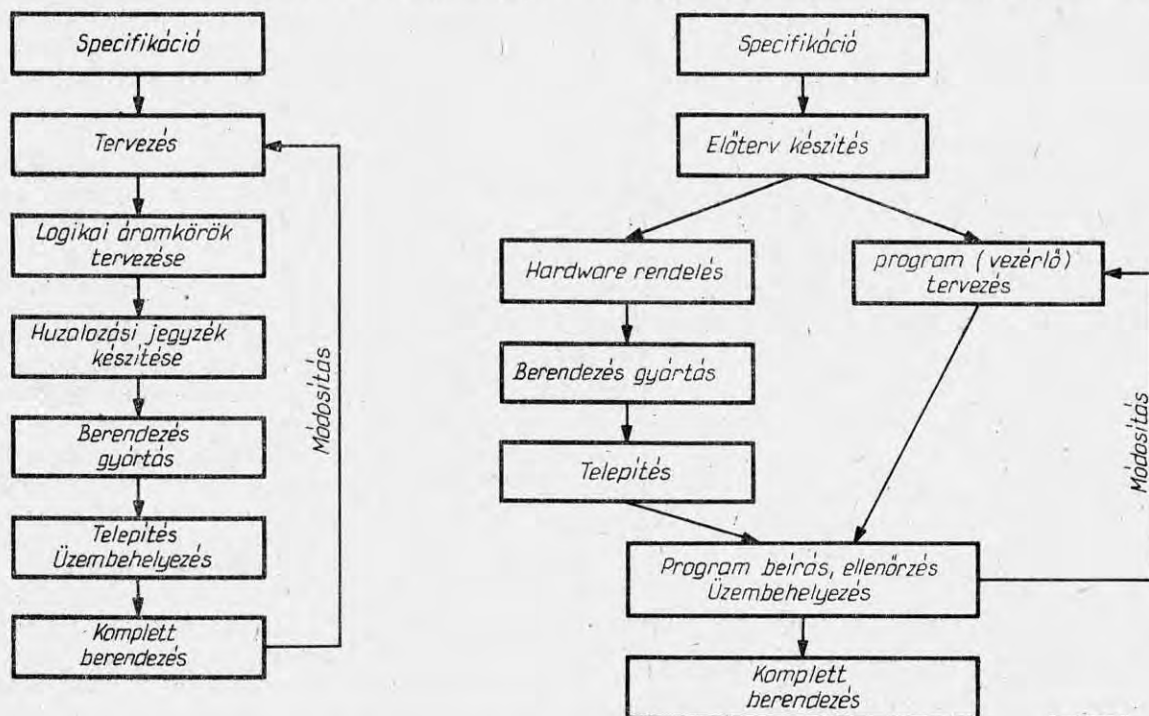 Specifikáció
Tervezés
Logikai áramkörök
tervezése
Huzalozási jegyzék
készítése
Berendezés
gyártás
Telepítés
Üzembehelyezés
Komplett
berendezés
Módosítás
Specifikáció
Előterv készítés
Hardware rendelés
program (vezérlő)
tervezés
Berendezés gyártás
Telepítés
Program beírás, ellenőrzés
Üzembehelyezés
Komplett
berendezés
Módosítás